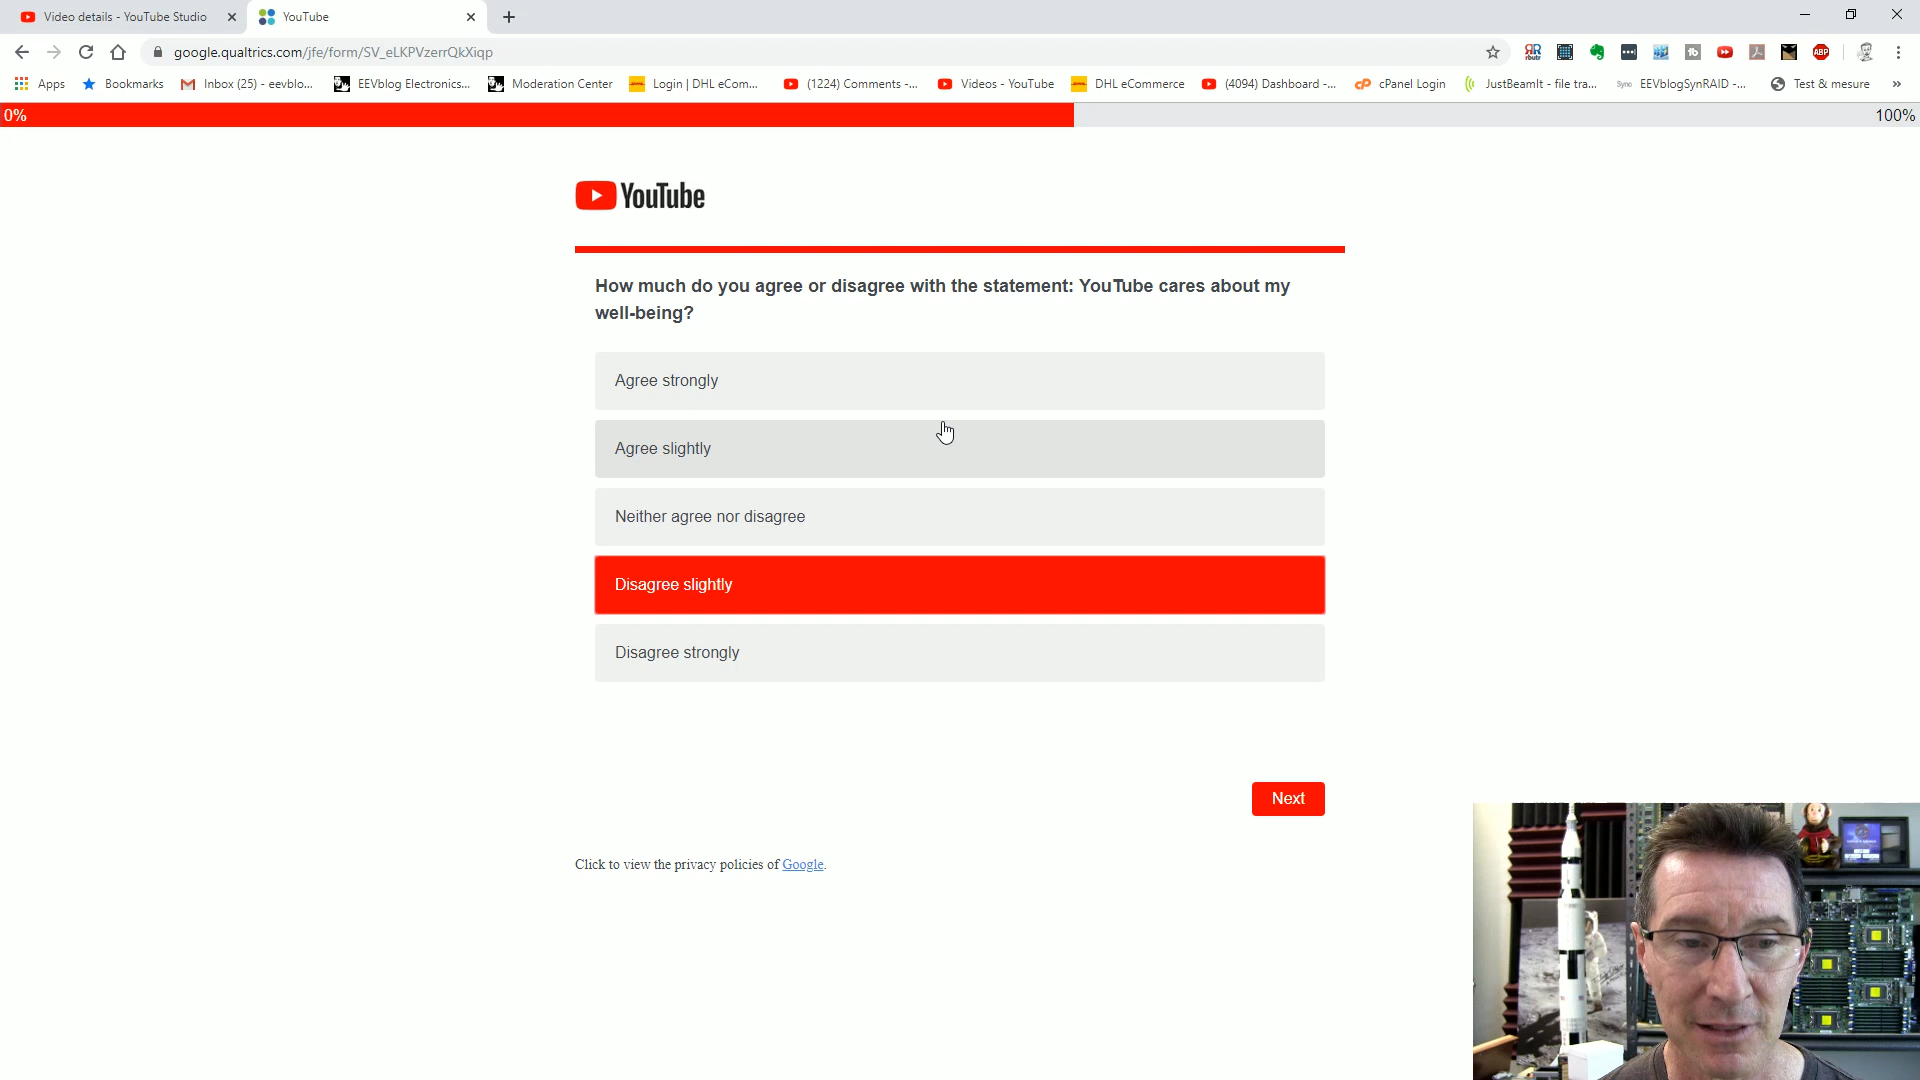 Video details - YouTube Studio
YouTube
google.qualtrics.com/jfe/form/SV_eLKPVzerrQkXiqp
Apps
Bookmarks
Inbox (25) - eevblo...
EEVblog Electronics...
Moderation Center
Login | DHL eCom...
(1224) Comments -...
Videos - YouTube
DHL eCommerce
(4094) Dashboard -...
cPanel Login
JustBeamIt - file tra...
EEVblogSynRAID -...
Test & mesure
»
0%
100%
YouTube
How much do you agree or disagree with the statement: YouTube cares about my
well-being?
Agree strongly
Agree slightly
Neither agree nor disagree
Disagree slightly
Disagree strongly
Next
Click to view the privacy policies of Google.